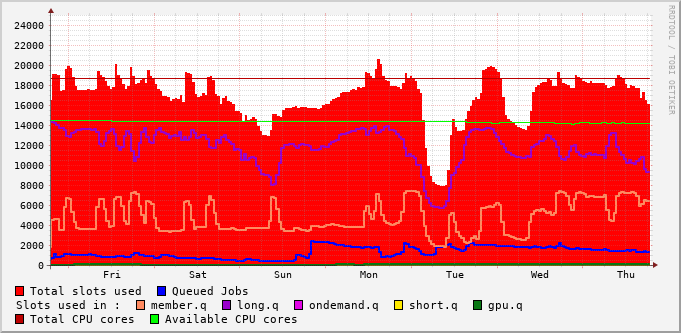 24000
22000
20000
18000
16000
14000
12000
10000
8000
6000
4000
2000
0
Fri Sat Sun Mon Tue Wed Thu
Total slots used Queued Jobs
Slots used in : member.q long.q ondemand.q short.q gpu.q
Total CPU cores Available CPU cores
RRDTOOL / TOBI OETIKER